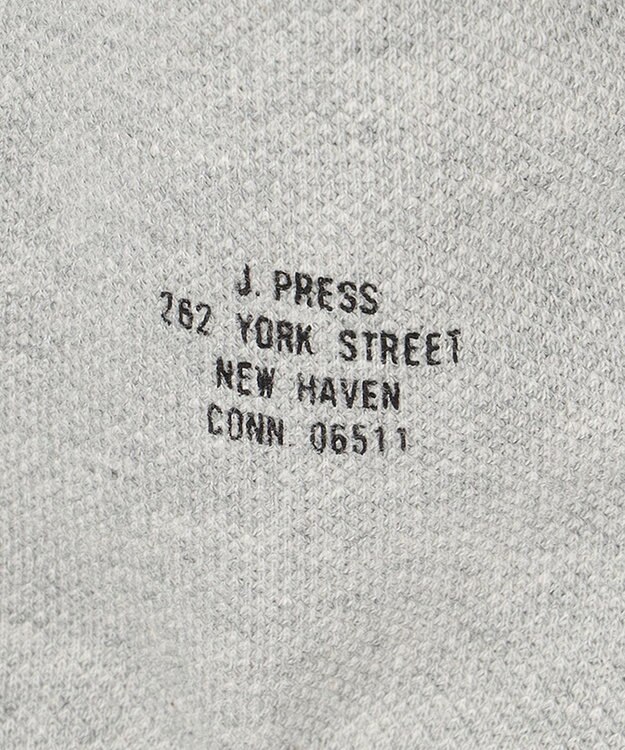 J. PRESS
262 YORK STREET
NEW HAVEN
CONN. 06511